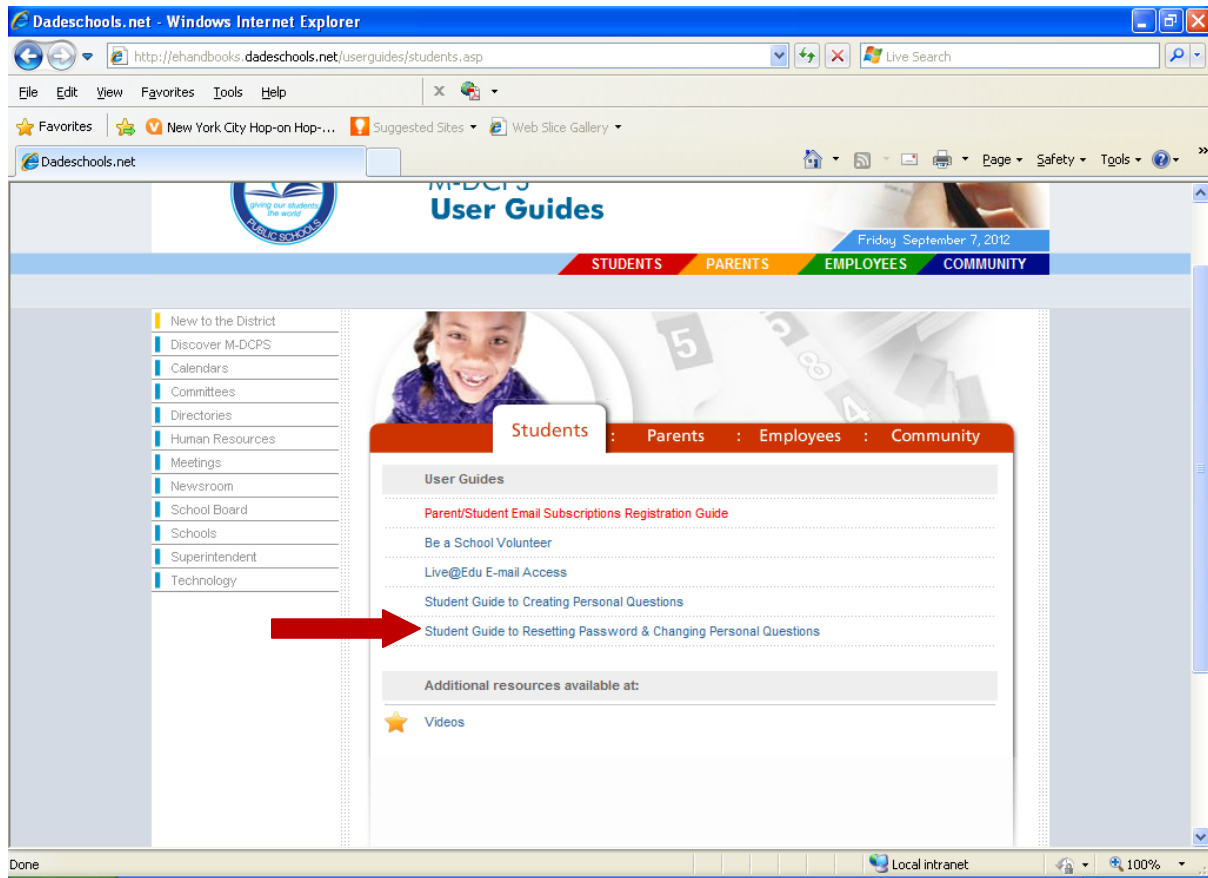 Dadeschools.net - Windows Internet Explorer
http://ehandbooks.dadeschools.net/userguides/students.asp
Live Search
File Edit View Favorites Tools Help
Favorites New York City Hop-on Hop-... Suggested Sites Web Slice Gallery
Dadeschools.net
Page Safety Tools
giving our students
the world
PUBLIC SCHOOLS
M-DCPS
User Guides
Friday September 7, 2012
STUDENTS PARENTS EMPLOYEES COMMUNITY
New to the District
Discover M-DCPS
Calendars
Committees
Directories
Human Resources
Meetings
Newsroom
School Board
Schools
Superintendent
Technology
5
5
8
4
Students : Parents : Employees : Community
User Guides
Parent/Student Email Subscriptions Registration Guide
Be a School Volunteer
Live@Edu E-mail Access
Student Guide to Creating Personal Questions
Student Guide to Resetting Password & Changing Personal Questions
Additional resources available at:
Videos
Done Local intranet 100%